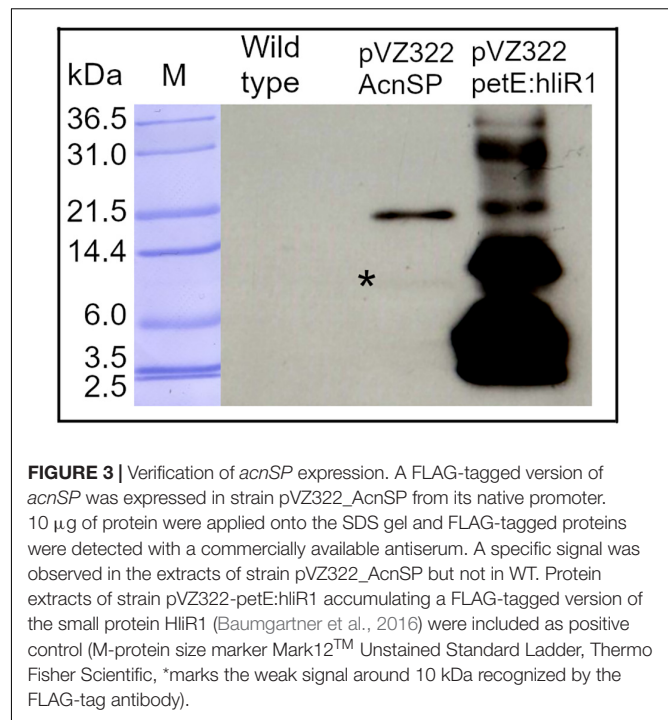 Wild type
pVZ322 AcnSP
pVZ322 petE:hliR1
kDa
M
36.5
31.0
21.5
14.4
*
6.0
3.5
2.5
FIGURE 3 | Verification of acnSP expression. A FLAG-tagged version of
acnSP was expressed in strain pVZ322_AcnSP from its native promoter.
10 μg of protein were applied onto the SDS gel and FLAG-tagged proteins
were detected with a commercially available antiserum. A specific signal was
observed in the extracts of strain pVZ322_AcnSP but not in WT. Protein
extracts of strain pVZ322-petE:hliR1 accumulating a FLAG-tagged version of
the small protein HliR1 (Baumgartner et al., 2016) were included as positive
control (M-protein size marker Mark12™ Unstained Standard Ladder, Thermo
Fisher Scientific, *marks the weak signal around 10 kDa recognized by the
FLAG-tag antibody).